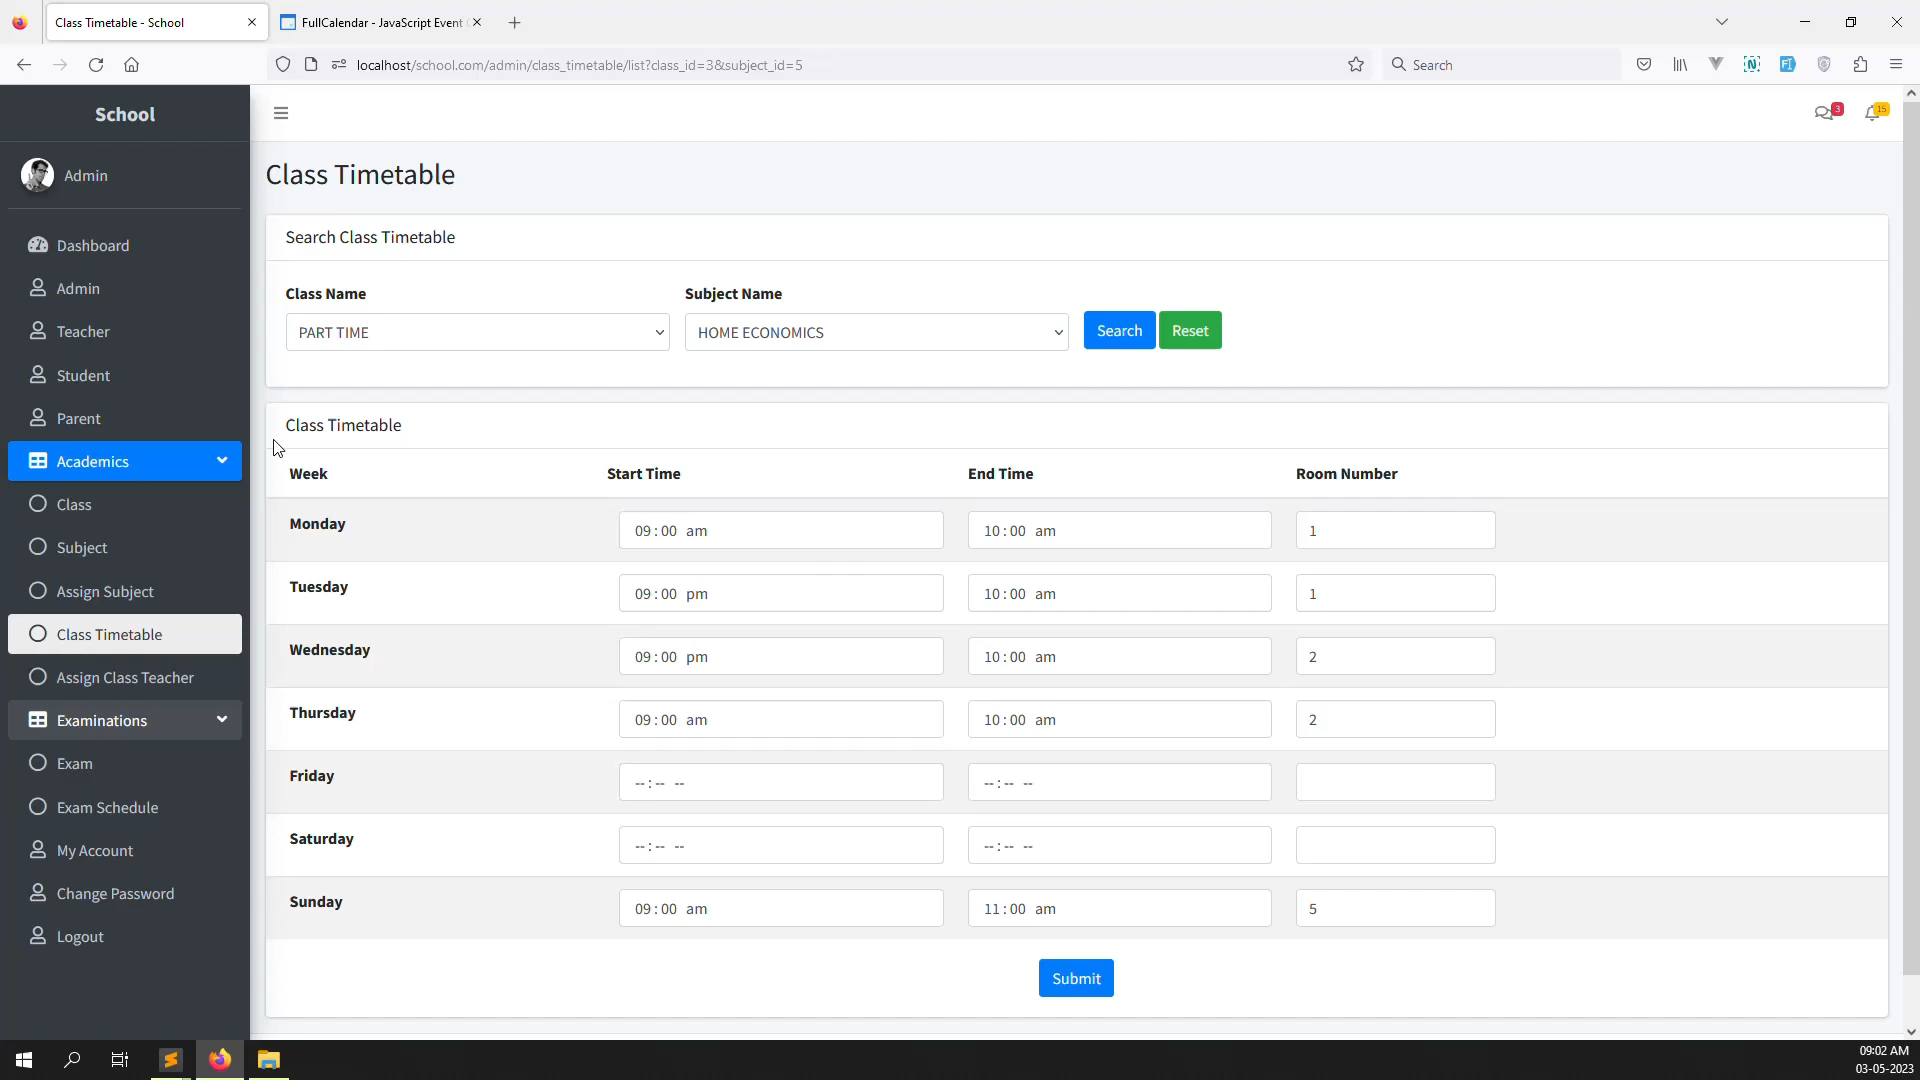 Class Timetable - School
FullCalendar - JavaScript Event
localhost/school.com/admin/class_timetable/list?class_id=3&subject_id=5
Search
School
3
15
Admin
Class Timetable
Search Class Timetable
Class Name
Subject Name
PART TIME
HOME ECONOMICS
Search
Reset
Dashboard
Admin
Teacher
Student
Parent
Academics
Class
Subject
Assign Subject
Class Timetable
Assign Class Teacher
Examinations
Exam
Exam Schedule
My Account
Change Password
Logout
Class Timetable
Week Start Time End Time Room Number
Monday 09:00 am 10:00 am 1
Tuesday 09:00 pm 10:00 am 1
Wednesday 09:00 pm 10:00 am 2
Thursday 09:00 am 10:00 am 2
Friday --:-- -- --:-- --
Saturday --:-- -- --:-- --
Sunday 09:00 am 11:00 am 5
Submit
09:02 AM
03-05-2023